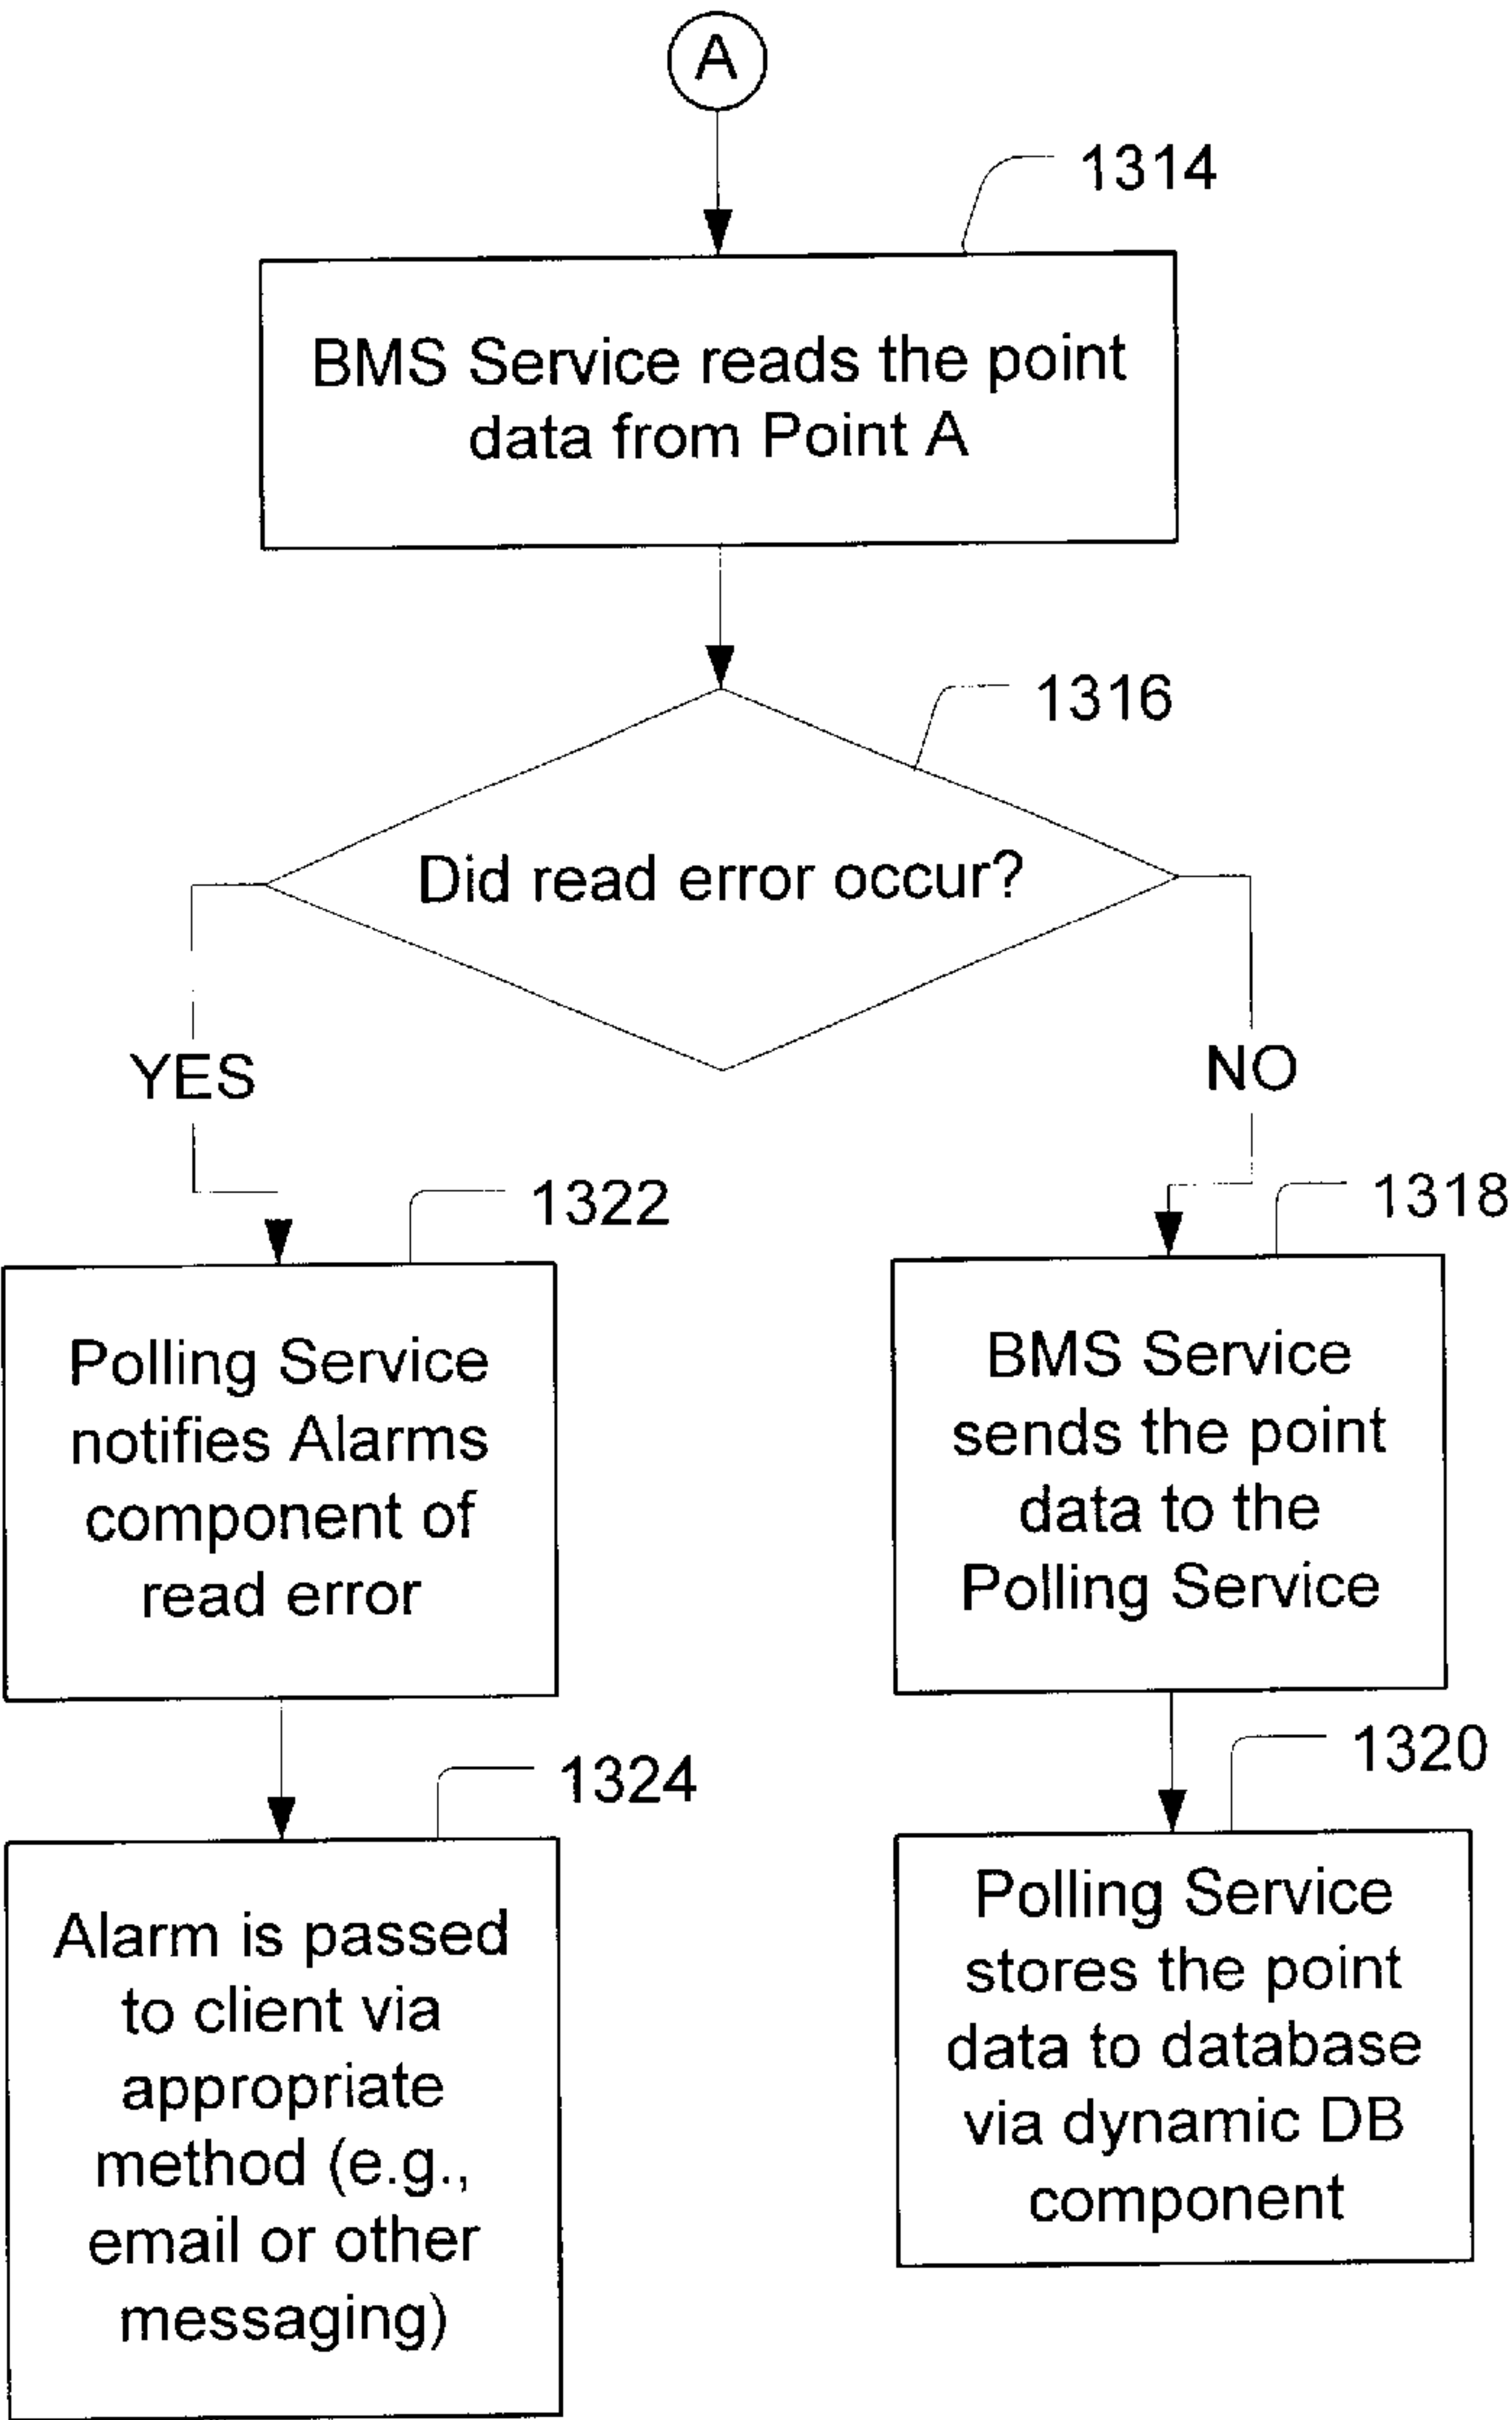 A
1314
BMS Service reads the point
data from Point A
1316
Did read error occur?
YES
NO
1322
Polling Service
notifies Alarms
component of
read error
1318
BMS Service
sends the point
data to the
Polling Service
1324
Alarm is passed
to client via
appropriate
method (e.g.,
email or other
messaging)
1320
Polling Service
stores the point
data to database
via dynamic DB
component